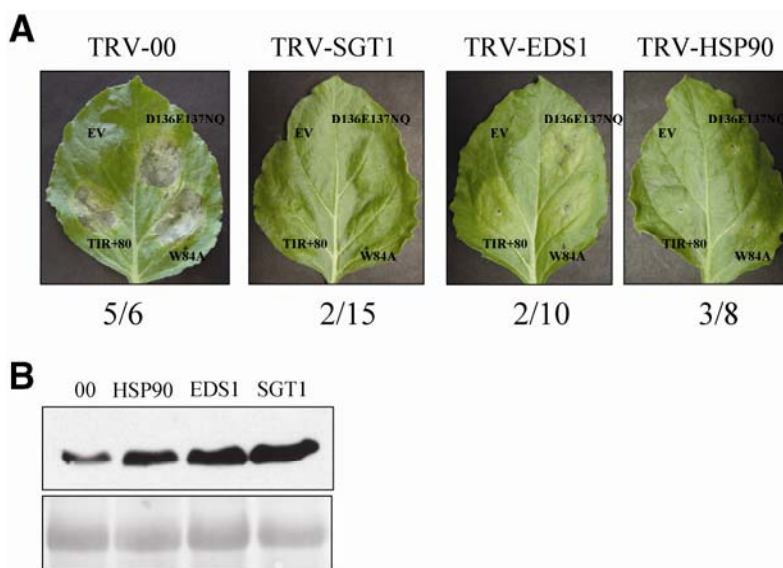 A
TRV-00 TRV-SGT1 TRV-EDS1 TRV-HSP90
EV D136E137NQ EV D136E137NQ EV D136E137NQ EV D136E137NQ
TIR+80 W84A TIR+80 W84A TIR+80 W84A TIR+80 W84A
5/6 2/15 2/10 3/8
B
00 HSP90 EDS1 SGT1